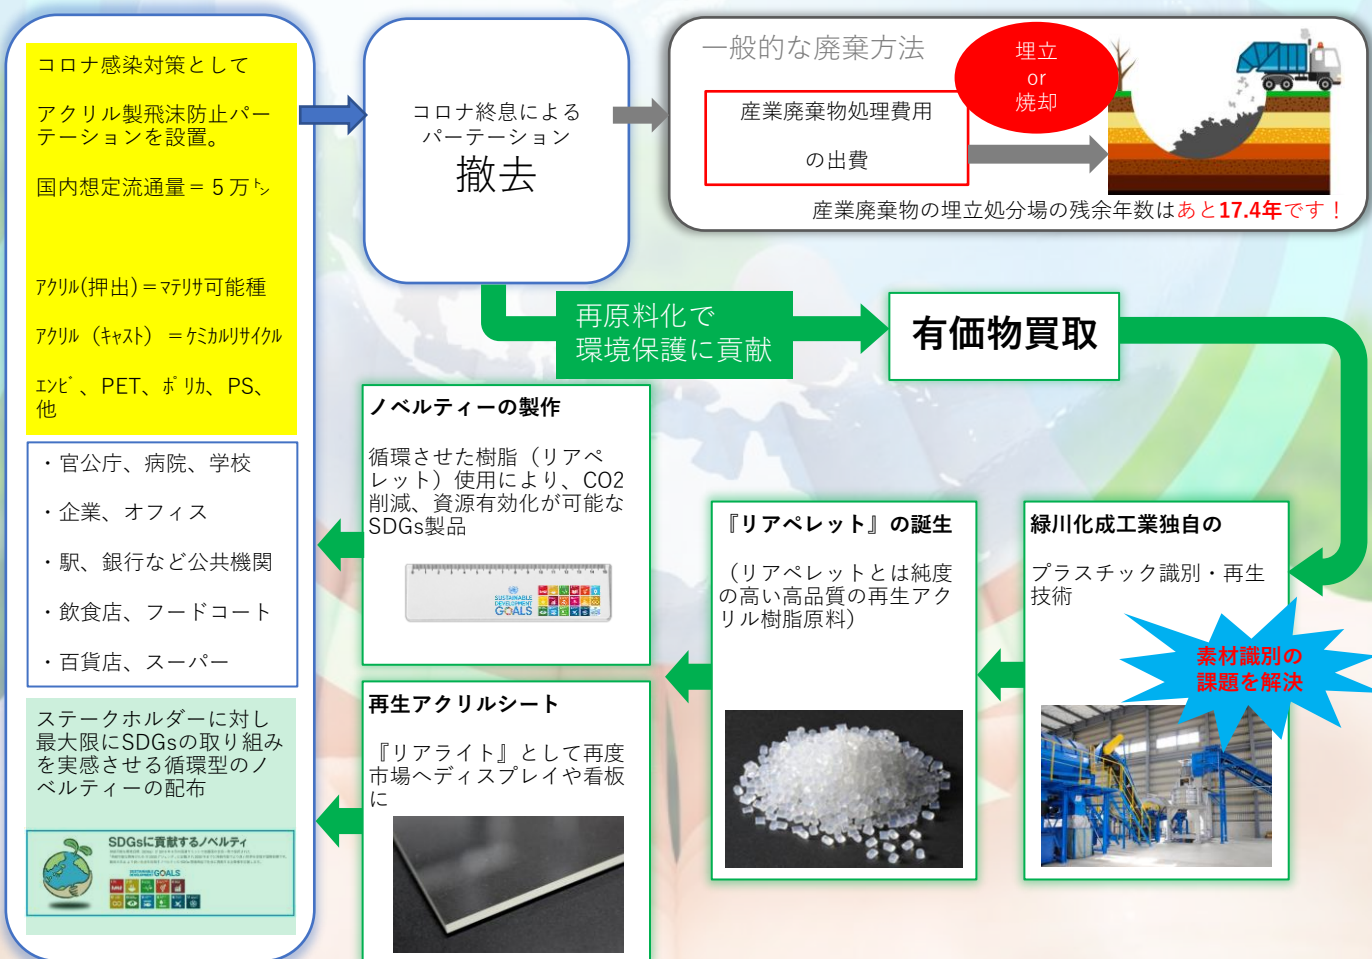 コロナ感染対策として
アクリル製飛沫防止パー
テーションを設置。
国内想定流通量＝５万㌧
ｱｸﾘﾙ(押出)＝ﾏﾃﾘｻ可能種
ｱｸﾘﾙ（ｷｬｽﾄ）＝ｹﾐｶﾙﾘｻｲｸﾙ
ｴﾝﾋﾞ、PET、ﾎﾟﾘｶ、PS、
他
・官公庁、病院、学校
・企業、オフィス
・駅、銀行など公共機関
・飲食店、フードコート
・百貨店、スーパー
ステークホルダーに対し
最大限にSDGsの取り組み
を実感させる循環型のノ
ベルティーの配布
SDGsに貢献するノベルティ
SUSTAINABLE DEVELOPMENT GOALS
コロナ終息による
パーテーション
撤去
一般的な廃棄方法
産業廃棄物処理費用
の出費
埋立
or
焼却
産業廃棄物の埋立処分場の残余年数はあと17.4年です！
再原料化で
環境保護に貢献
有価物買取
緑川化成工業独自の
プラスチック識別・再生
技術
素材識別の
課題を解決
『リアペレット』の誕生
（リアペレットとは純度
の高い高品質の再生アク
リル樹脂原料）
ノベルティーの製作
循環させた樹脂（リアペ
レット）使用により、CO2
削減、資源有効化が可能な
SDGs製品
SUSTAINABLE
DEVELOPMENT
GOALS
再生アクリルシート
『リアライト』として再度
市場へディスプレイや看板
に